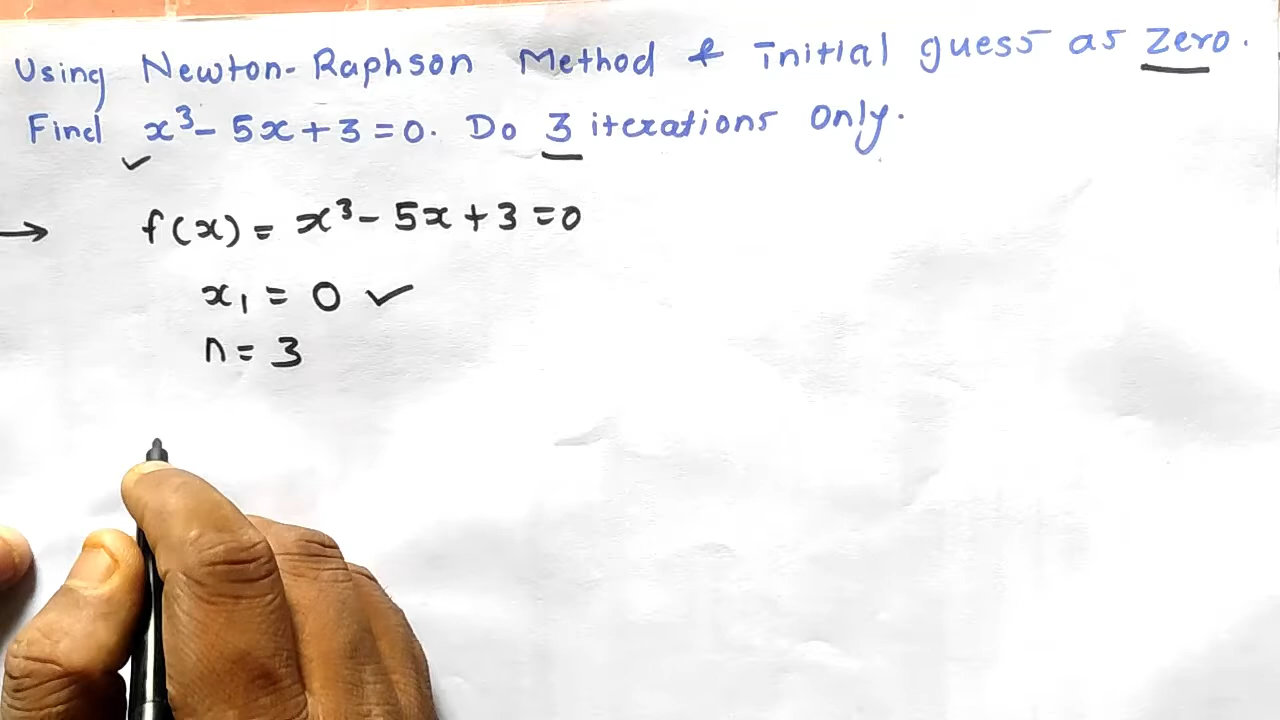 Using Newton-Raphson Method & Initial guess as Zero.
Find x³ - 5x + 3 = 0. Do 3 iterations only.
→ f(x) = x³ - 5x + 3 = 0
x₁ = 0 ✓
n = 3